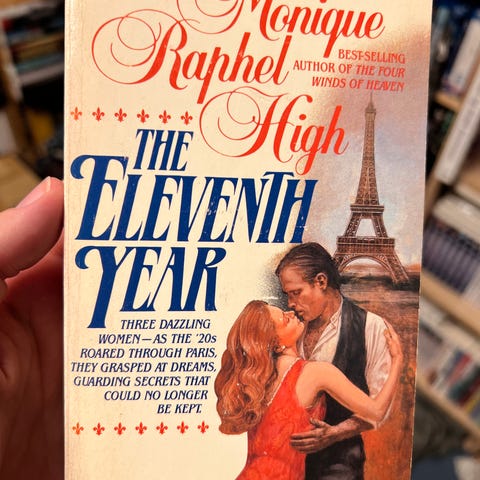 Monique
Raphel
High
BEST-SELLING
AUTHOR OF THE FOUR
WINDS OF HEAVEN
THE
ELEVENTH
YEAR
THREE DAZZLING
WOMEN—AS THE '20s
ROARED THROUGH PARIS,
THEY GRASPED AT DREAMS,
GUARDING SECRETS THAT
COULD NO LONGER
BE KEPT.